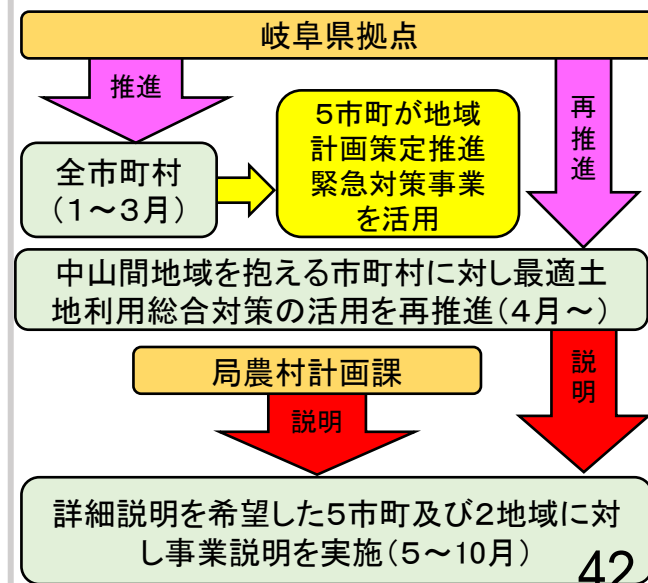 岐阜県拠点
推進
再推進
5市町が地域
計画策定推進
緊急対策事業
を活用
全市町村
(1～3月)
中山間地域を抱える市町村に対し最適土
地利用総合対策の活用を再推進(4月～)
局農村計画課
説明
説明
詳細説明を希望した5市町及び2地域に対
し事業説明を実施(5～10月)
42